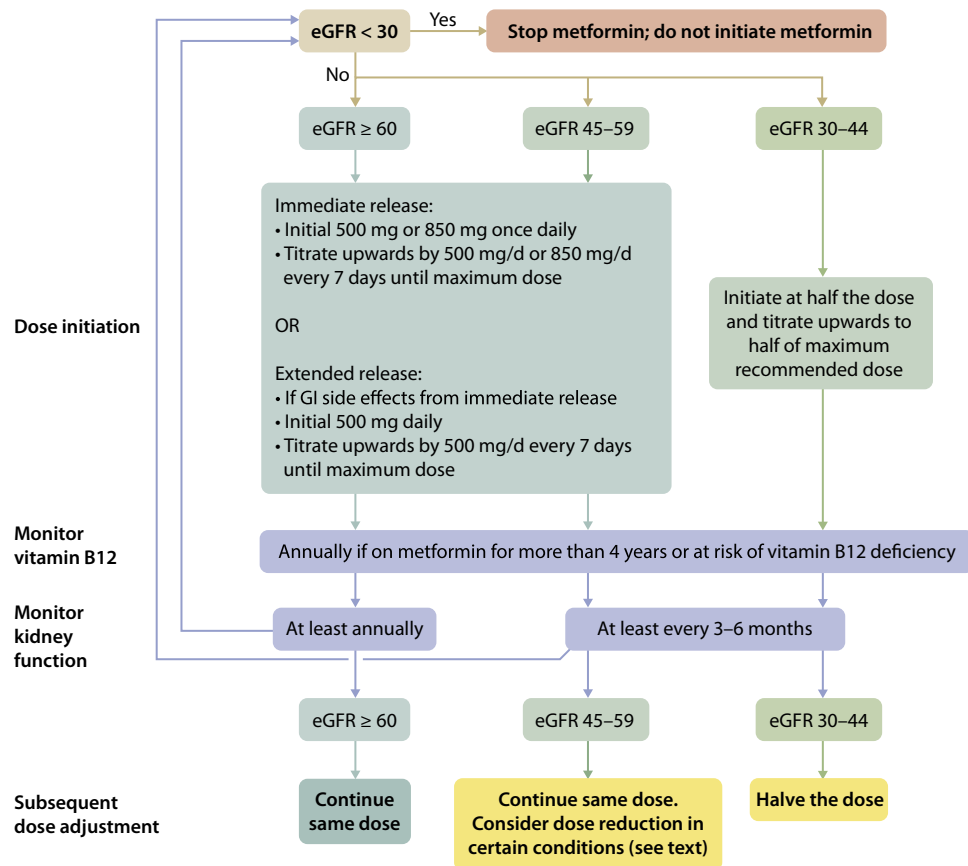 eGFR < 30
Yes
Stop metformin; do not initiate metformin
No
eGFR ≥ 60
eGFR 45–59
eGFR 30–44
Dose initiation
Immediate release:
• Initial 500 mg or 850 mg once daily
• Titrate upwards by 500 mg/d or 850 mg/d
every 7 days until maximum dose
OR
Extended release:
• If GI side effects from immediate release
• Initial 500 mg daily
• Titrate upwards by 500 mg/d every 7 days
until maximum dose
Initiate at half the dose
and titrate upwards to
half of maximum
recommended dose
Monitor
vitamin B12
Annually if on metformin for more than 4 years or at risk of vitamin B12 deficiency
Monitor
kidney
function
At least annually
At least every 3–6 months
eGFR ≥ 60
eGFR 45–59
eGFR 30–44
Subsequent
dose adjustment
Continue
same dose
Continue same dose.
Consider dose reduction in
certain conditions (see text)
Halve the dose